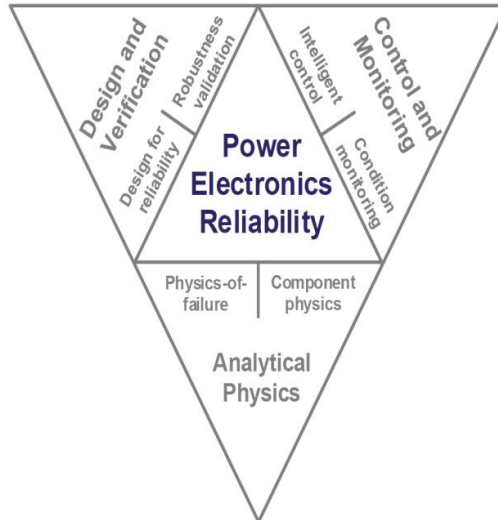 Design and
Verification
Robustness
validation
Design for
reliability
Intelligent
control
Control and
Monitoring
Condition
monitoring
Power
Electronics
Reliability
Physics-of-
failure
Component
physics
Analytical
Physics